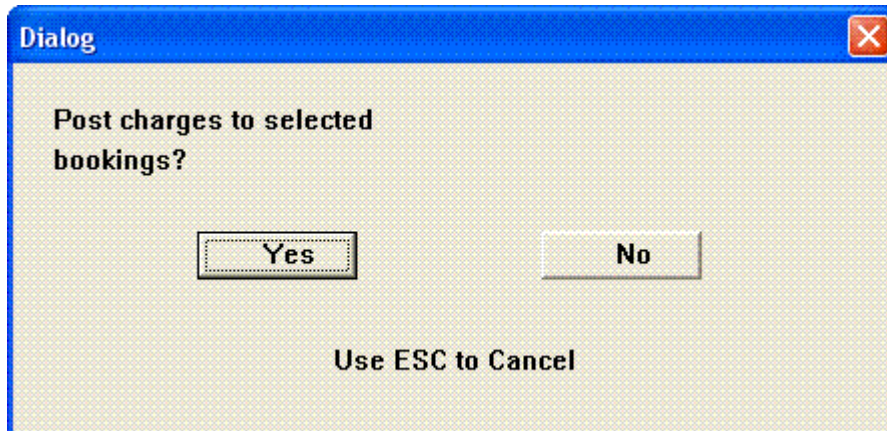 Dialog
Post charges to selected
bookings?
Yes
No
Use ESC to Cancel